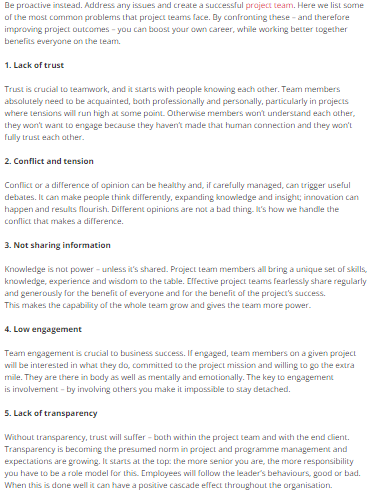 Be proactive instead. Address any issues and create a successful project team. Here we list some
of the most common problems that project teams face. By confronting these – and therefore
improving project outcomes – you can boost your own career, while working better together
benefits everyone on the team.
1. Lack of trust
Trust is crucial to teamwork, and it starts with people knowing each other. Team members
absolutely need to be acquainted, both professionally and personally, particularly in projects
where tensions will run high at some point. Otherwise members won't understand each other,
they won't want to engage because they haven't made that human connection and they won't
fully trust each other.
2. Conflict and tension
Conflict or a difference of opinion can be healthy and, if carefully managed, can trigger useful
debates. It can make people think differently, expanding knowledge and insight; innovation can
happen and results flourish. Different opinions are not a bad thing. It's how we handle the
conflict that makes a difference.
3. Not sharing information
Knowledge is not power – unless it's shared. Project team members all bring a unique set of skills,
knowledge, experience and wisdom to the table. Effective project teams fearlessly share regularly
and generously for the benefit of everyone and for the benefit of the project's success.
This makes the capability of the whole team grow and gives the team more power.
4. Low engagement
Team engagement is crucial to business success. If engaged, team members on a given project
will be interested in what they do, committed to the project mission and willing to go the extra
mile. They are there in body as well as mentally and emotionally. The key to engagement
is involvement – by involving others you make it impossible to stay detached.
5. Lack of transparency
Without transparency, trust will suffer – both within the project team and with the end client.
Transparency is becoming the presumed norm in project and programme management and
expectations are growing. It starts at the top: the more senior you are, the more responsibility
you have to be a role model for this. Employees will follow the leader's behaviours, good or bad.
When this is done well it can have a positive cascade effect throughout the organisation.